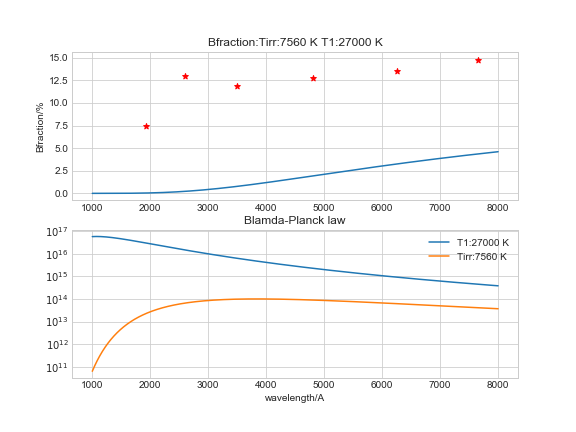 Bfraction:Tirr:7560 K T1:27000 K
Bfraction/%
15.0
12.5
10.0
7.5
5.0
2.5
0.0
1000 2000 3000 4000 5000 6000 7000 8000
Blamda-Planck law
10^17
10^16
10^15
10^14
10^13
10^12
10^11
T1:27000 K
Tirr:7560 K
1000 2000 3000 4000 5000 6000 7000 8000
wavelength/A